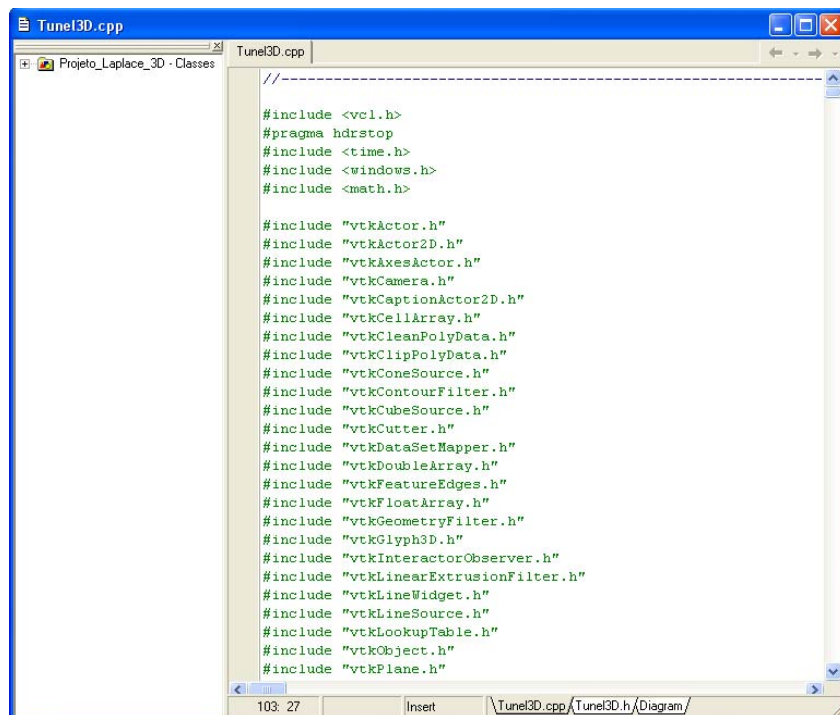 Tunel3D.cpp
Projeto_Laplace_3D - Classes
Tunel3D.cpp
//---------------------------------------------------------------
#include <vcl.h>
#pragma hdrstop
#include <time.h>
#include <windows.h>
#include <math.h>
#include "vtkActor.h"
#include "vtkActor2D.h"
#include "vtkAxesActor.h"
#include "vtkCamera.h"
#include "vtkCaptionActor2D.h"
#include "vtkCellArray.h"
#include "vtkCleanPolyData.h"
#include "vtkClipPolyData.h"
#include "vtkConeSource.h"
#include "vtkContourFilter.h"
#include "vtkCubeSource.h"
#include "vtkCutter.h"
#include "vtkDataSetMapper.h"
#include "vtkDoubleArray.h"
#include "vtkFeatureEdges.h"
#include "vtkFloatArray.h"
#include "vtkGeometryFilter.h"
#include "vtkGlyph3D.h"
#include "vtkInteractorObserver.h"
#include "vtkLinearExtrusionFilter.h"
#include "vtkLineWidget.h"
#include "vtkLineSource.h"
#include "vtkLookupTable.h"
#include "vtkObject.h"
#include "vtkPlane.h"
103: 27 Insert \Tunel3D.cpp/Tunel3D.h/Diagram/